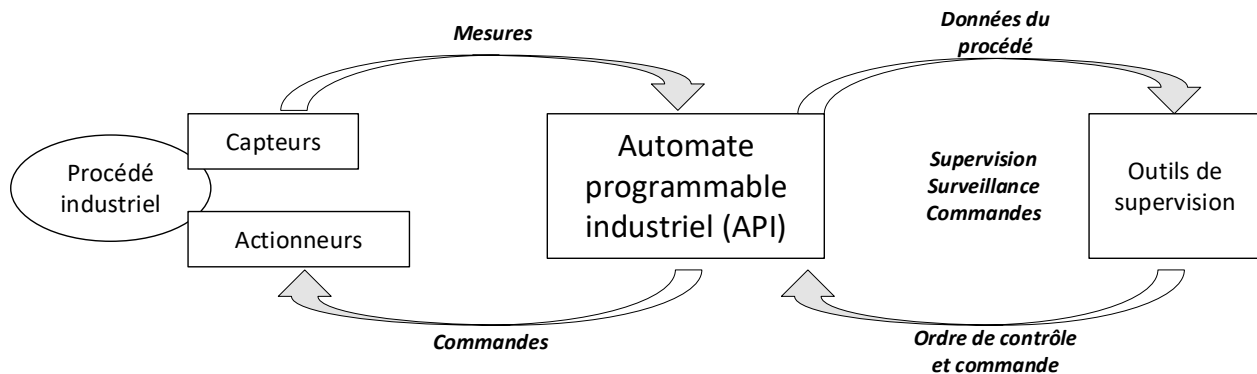 Mesures
Données du
procédé
Capteurs
Procédé
industriel
Actionneurs
Automate
programmable
industriel (API)
Supervision
Surveillance
Commandes
Outils de
supervision
Commandes
Ordre de contrôle
et commande